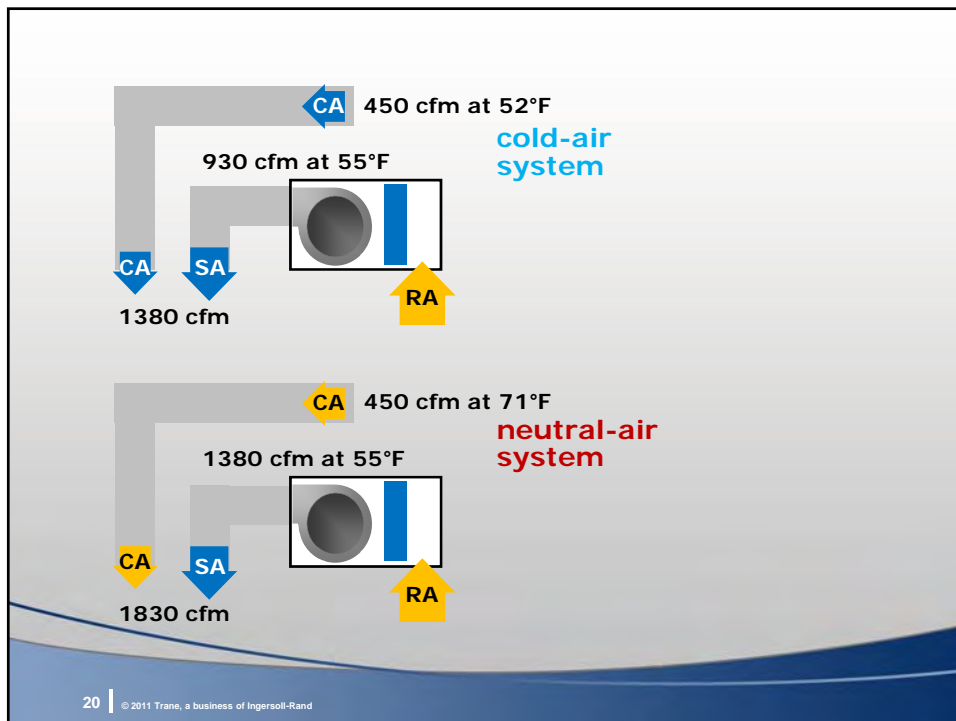 CA 450 cfm at 52°F
cold-air
system
930 cfm at 55°F
CA SA
RA
1380 cfm
CA 450 cfm at 71°F
neutral-air
system
1380 cfm at 55°F
CA SA
RA
1830 cfm
20 © 2011 Trane, a business of Ingersoll-Rand